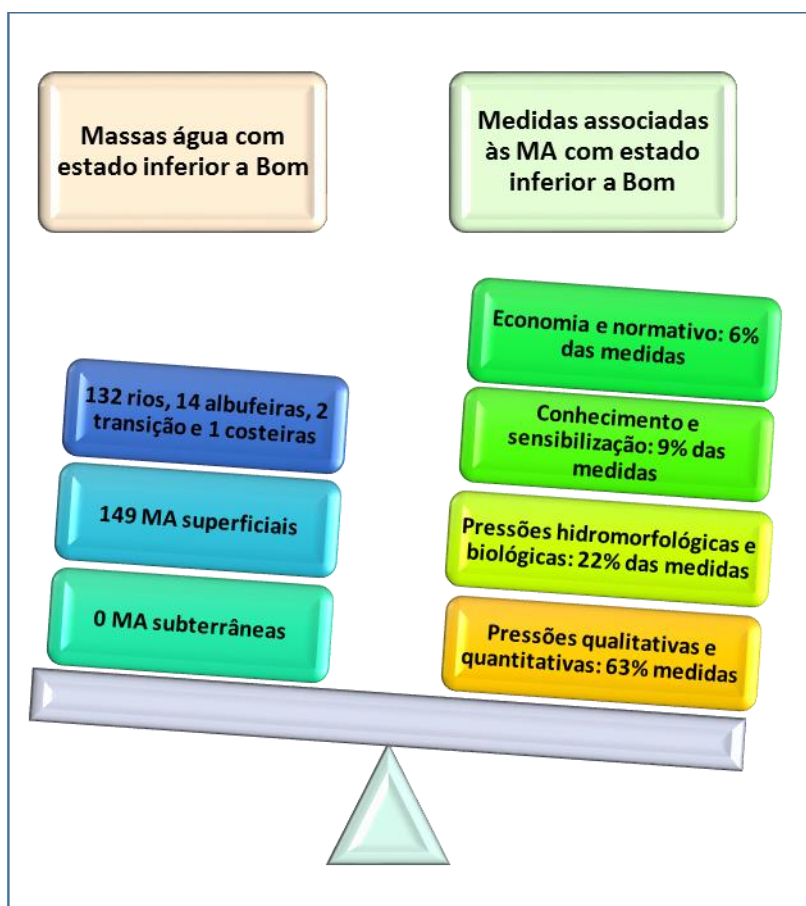 Massas água com
estado inferior a Bom
Medidas associadas
às MA com estado
inferior a Bom
132 rios, 14 albufeiras, 2
transição e 1 costeiras
149 MA superficiais
0 MA subterrâneas
Economia e normativo: 6%
das medidas
Conhecimento e
sensibilização: 9% das
medidas
Pressões hidromorfológicas e
biológicas: 22% das medidas
Pressões qualitativas e
quantitativas: 63% medidas